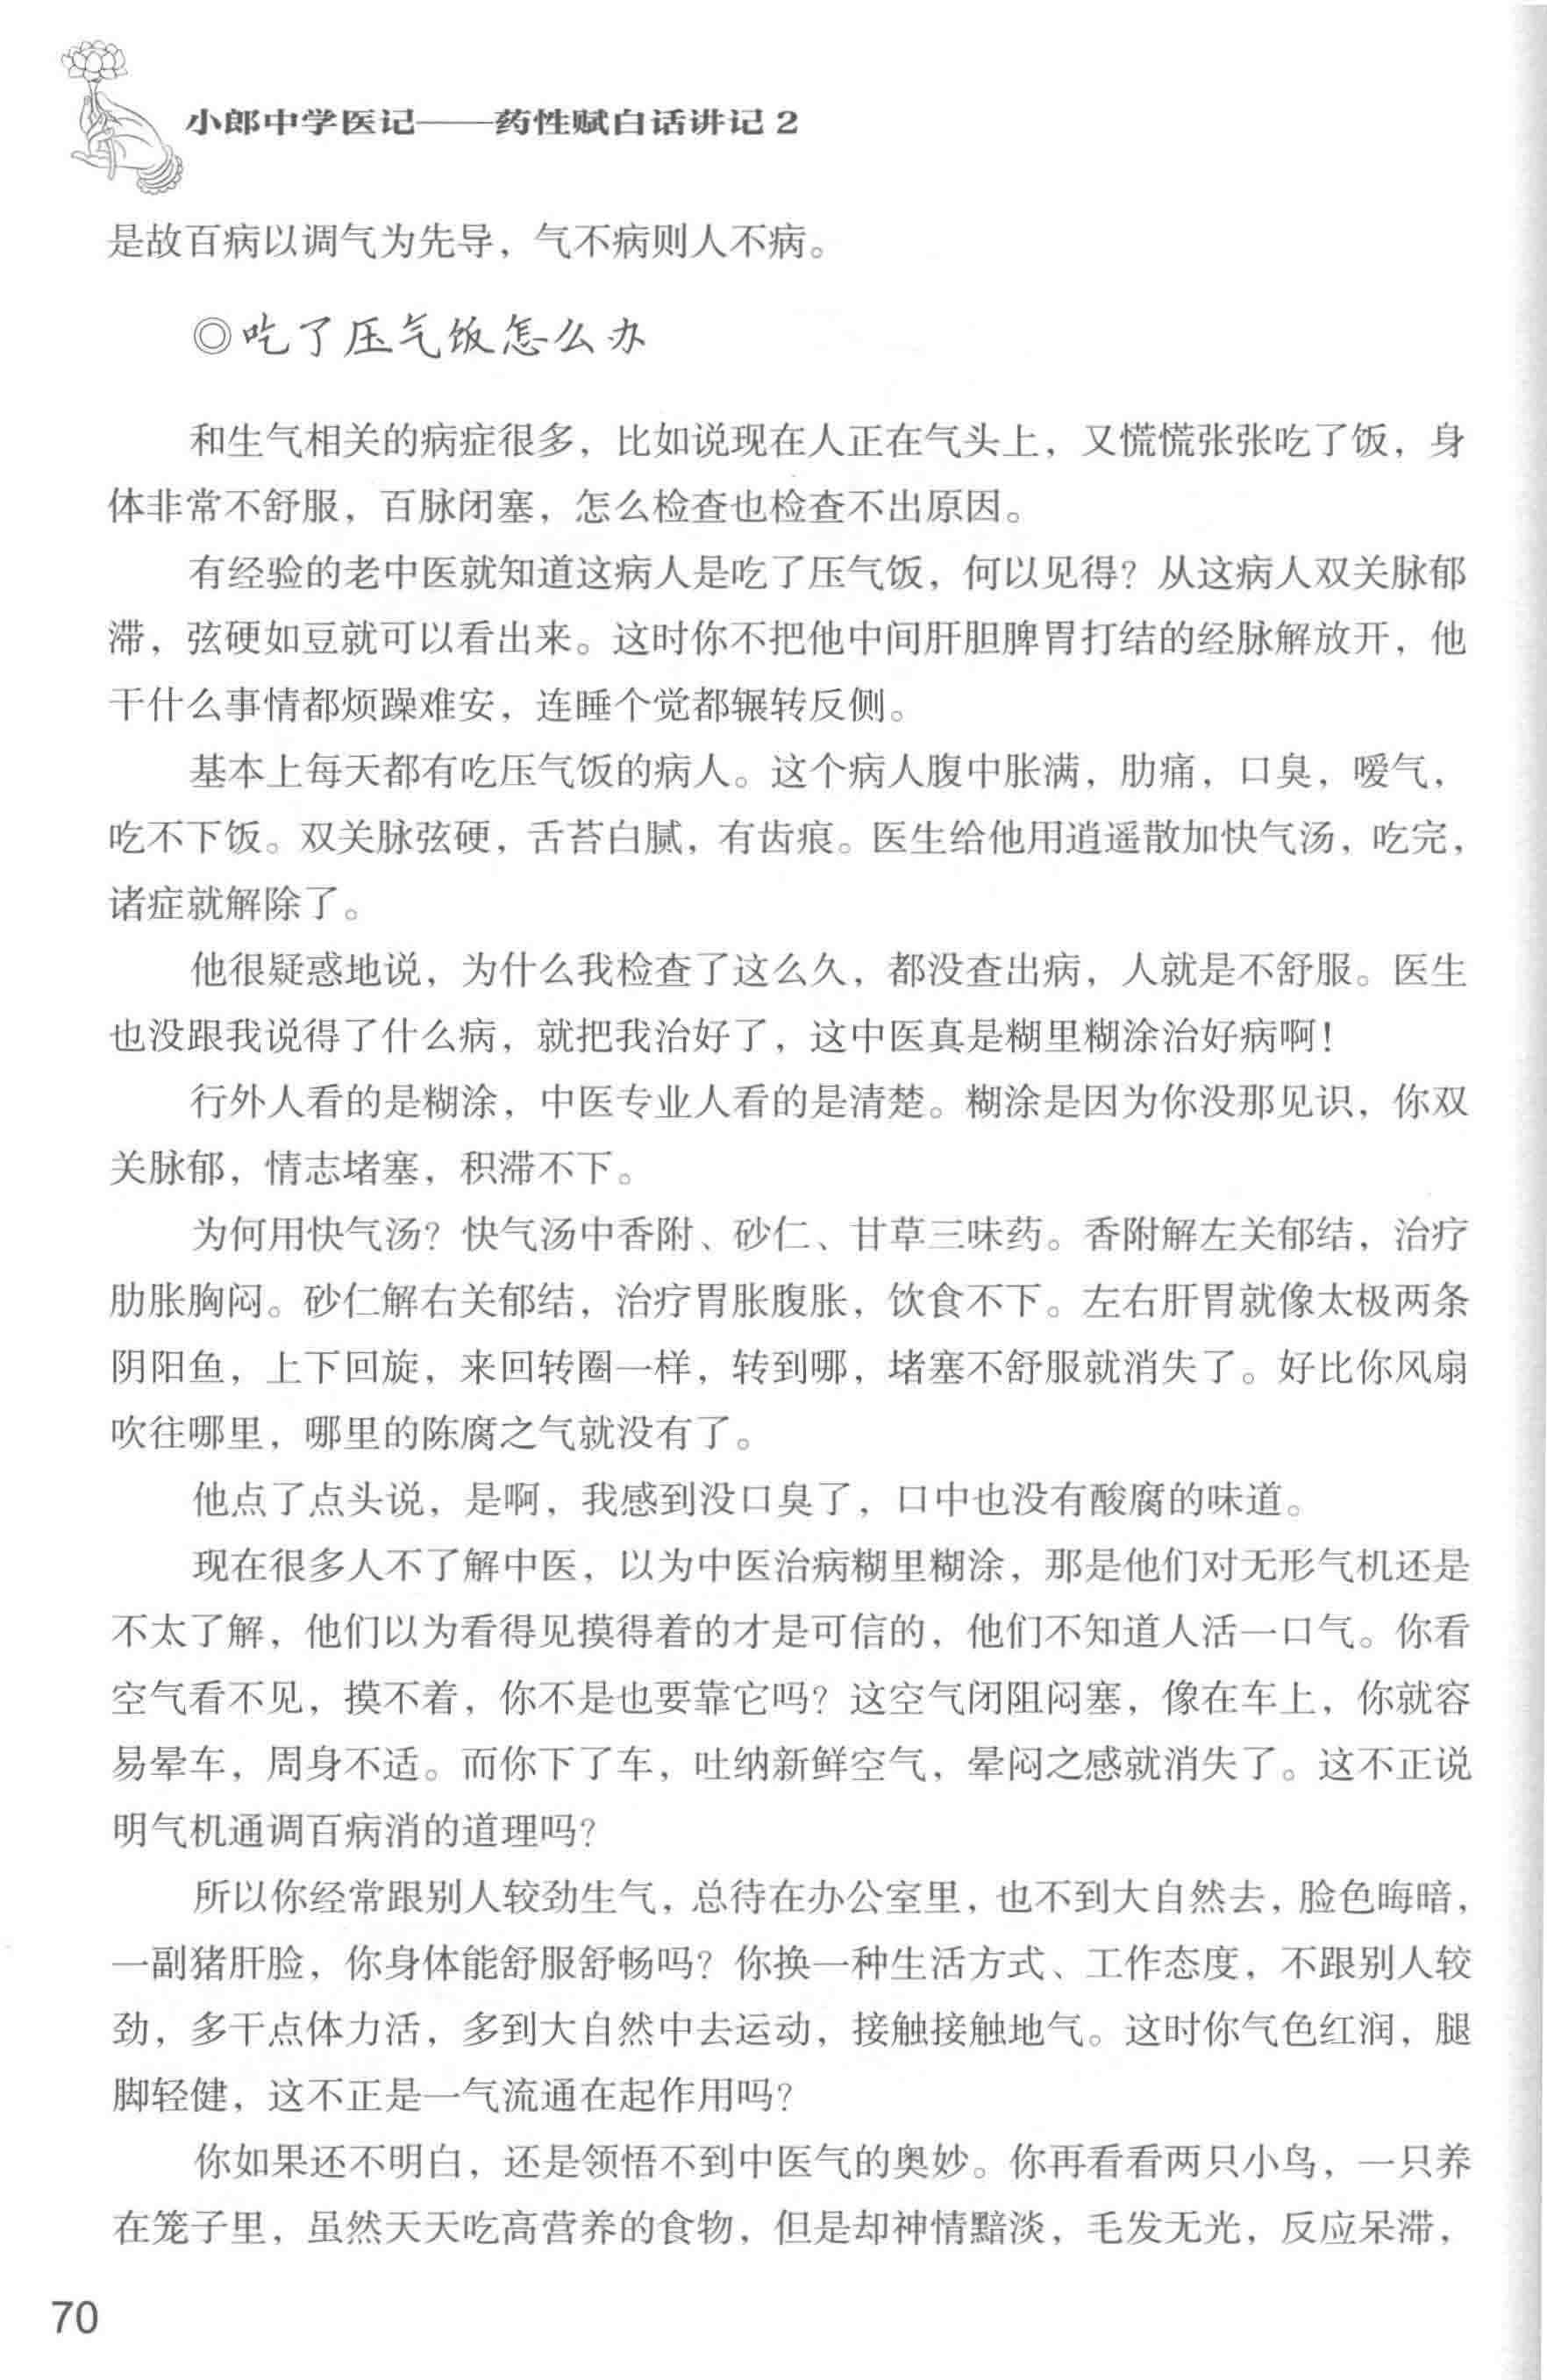 小郎中学医记——药性赋白话讲记2
是故百病以调气为先导，气不病则人不病。
◎吃了压气饭怎么办
和生气相关的病症很多，比如说现在人正在气头上，又慌慌张张吃了饭，身
体非常不舒服，百脉闭塞，怎么检查也检查不出原因。
有经验的老中医就知道这病人是吃了压气饭，何以见得？从这病人双关脉郁
滞，弦硬如豆就可以看出来。这时你不把他中间肝胆脾胃打结的经脉解放开，他
干什么事情都烦躁难安，连睡个觉都辗转反侧。
基本上每天都有吃压气饭的病人。这个病人腹中胀满，肋痛，口臭，嗳气，
吃不下饭。双关脉弦硬，舌苔白腻，有齿痕。医生给他用逍遥散加快气汤，吃完，
诸症就解除了。
他很疑惑地说，为什么我检查了这么久，都没查出病，人就是不舒服。医生
也没跟我说得了什么病，就把我治好了，这中医真是糊里糊涂治好病啊！
行外人看的是糊涂，中医专业人看的是清楚。糊涂是因为你没那见识，你双
关脉郁，情志堵塞，积滞不下。
为何用快气汤？快气汤中香附、砂仁、甘草三味药。香附解左关郁结，治疗
肋胀胸闷。砂仁解右关郁结，治疗胃胀腹胀，饮食不下。左右肝胃就像太极两条
阴阳鱼，上下回旋，来回转圈一样，转到哪，堵塞不舒服就消失了。好比你风扇
吹往哪里，哪里的陈腐之气就没有了。
他点了点头说，是啊，我感到没口臭了，口中也没有酸腐的味道。
现在很多人不了解中医，以为中医治病糊里糊涂，那是他们对无形气机还是
不太了解，他们以为看得见摸得着的才是可信的，他们不知道人活一口气。你看
空气看不见，摸不着，你不是也要靠它吗？这空气闭阻闷塞，像在车上，你就容
易晕车，周身不适。而你下了车，吐纳新鲜空气，晕闷之感就消失了。这不正说
明气机通调百病消的道理吗？
所以你经常跟别人较劲生气，总待在办公室里，也不到大自然去，脸色晦暗，
一副猪肝脸，你身体能舒服舒畅吗？你换一种生活方式、工作态度，不跟别人较
劲，多干点体力活，多到大自然中去运动，接触接触地气。这时你气色红润，腿
脚轻健，这不正是一气流通在起作用吗？
你如果还不明白，还是领悟不到中医气的奥妙。你再看看两只小鸟，一只养
在笼子里，虽然天天吃高营养的食物，但是却神情黯淡，毛发无光，反应呆滞，
70